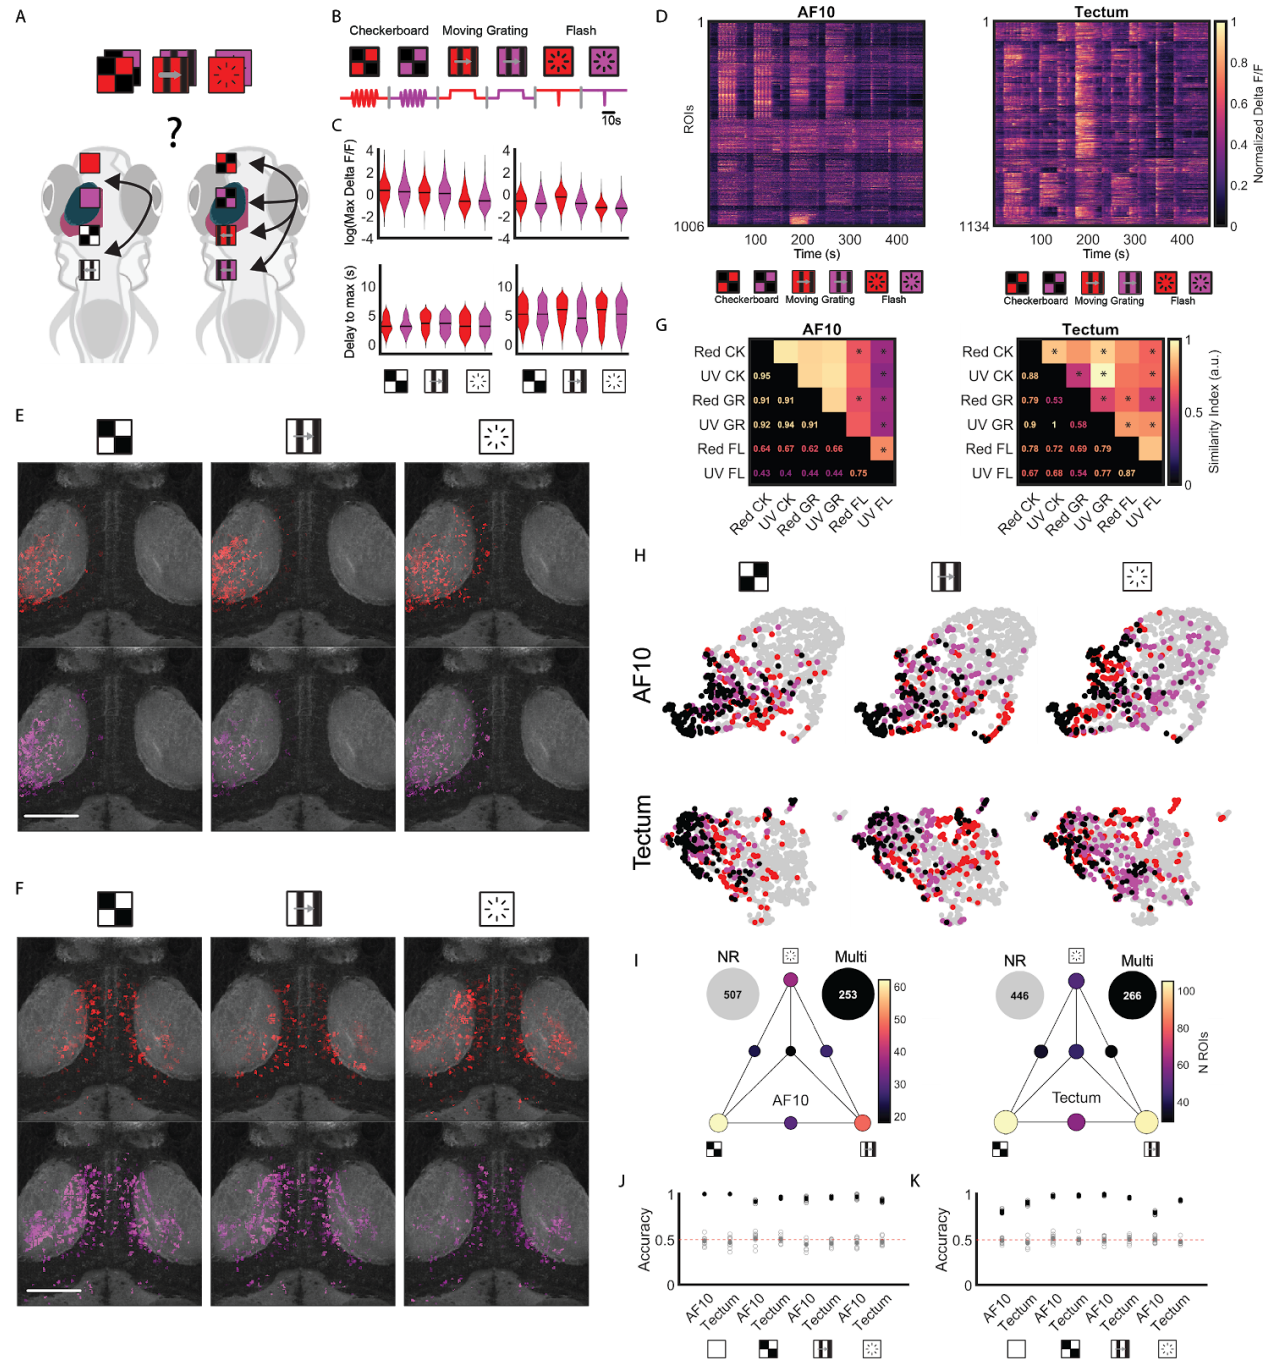 A
?
B
Checkerboard Moving Grating Flash
10s
C
log(Max Delta F/F)
4
2
0
-2
-4
4
2
0
-2
-4
Delay to max (s)
10
5
0
10
5
0
D
AF10
1
ROIs
1006
100 200 300 400
Time (s)
Checkerboard Moving Grating Flash
Tectum
1
1134
100 200 300 400
Time (s)
Checkerboard Moving Grating Flash
1
0.8
0.6
0.4
0.2
0
Normalized Delta F/F
E
F
G
AF10
Red CK * *
UV CK 0.95 *
Red GR 0.91 0.91 * *
UV GR 0.92 0.94 0.91 *
Red FL 0.64 0.67 0.62 0.66 *
UV FL 0.43 0.4 0.44 0.44 0.75
Red CK UV CK Red GR UV GR Red FL UV FL
Tectum
Red CK * * *
UV CK 0.88 * * *
Red GR 0.79 0.53 * * *
UV GR 0.9 1 0.58 * *
Red FL 0.78 0.72 0.69 0.79
UV FL 0.67 0.68 0.54 0.77 0.87
Red CK UV CK Red GR UV GR Red FL UV FL
1
0.5
0
Similarity Index (a.u.)
H
AF10
Tectum
I
NR
507
Multi
253
AF10
60
50
40
30
20
NR
446
Multi
266
Tectum
100
80
60
40
N ROIs
J
Accuracy
1
0.5
0
AF10 Tectum AF10 Tectum AF10 Tectum AF10 Tectum
K
Accuracy
1
0.5
0
AF10 Tectum AF10 Tectum AF10 Tectum AF10 Tectum